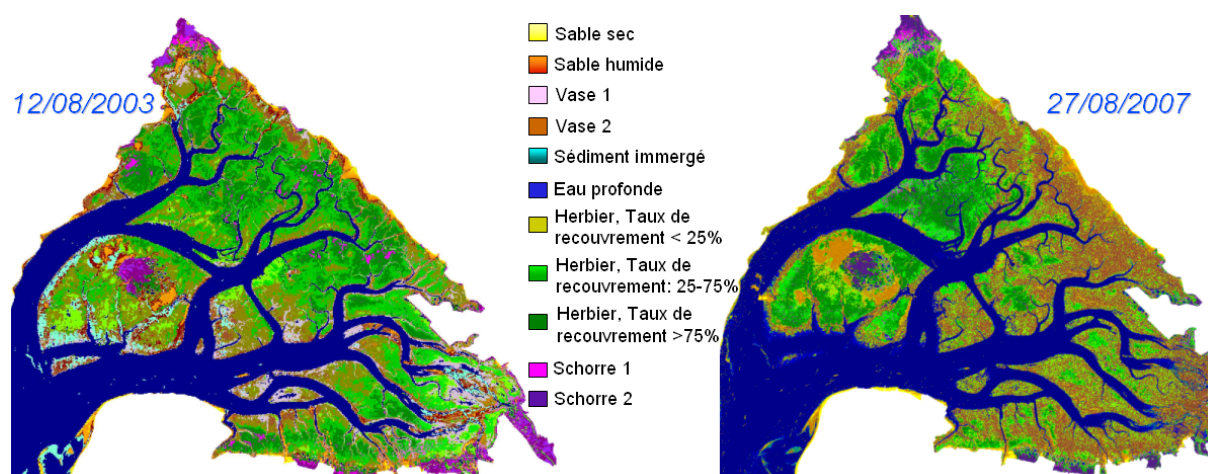 12/08/2003
Sable sec
Sable humide
Vase 1
Vase 2
Sédiment immergé
Eau profonde
Herbier, Taux de
recouvrement < 25%
Herbier, Taux de
recouvrement: 25-75%
Herbier, Taux de
recouvrement >75%
Schorre 1
Schorre 2
27/08/2007